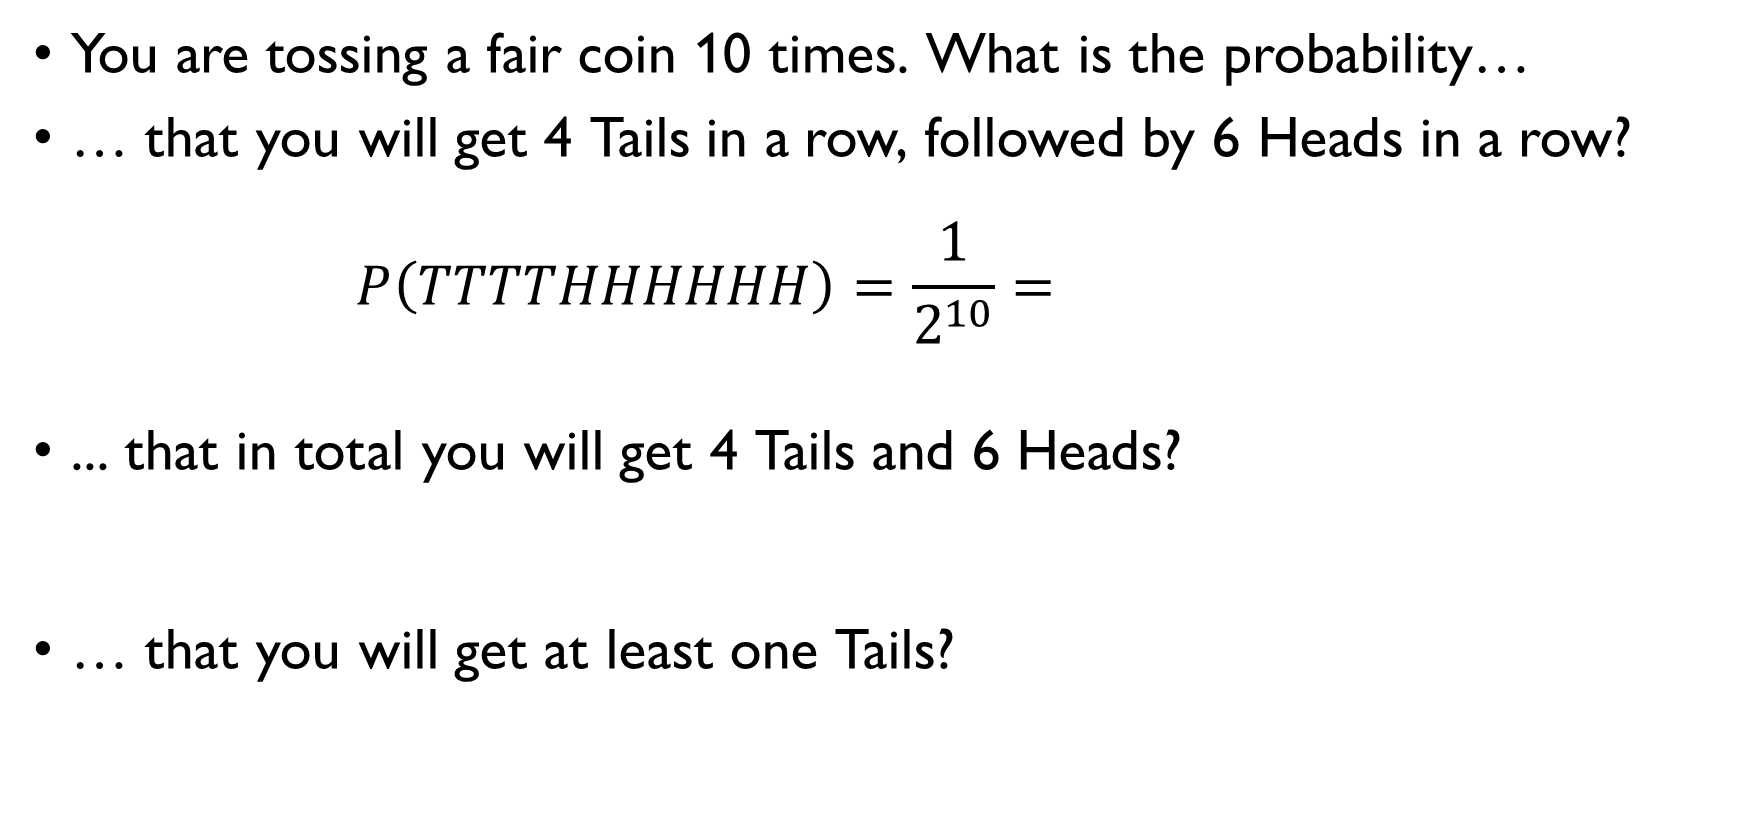 • You are tossing a fair coin 10 times. What is the probability…
• … that you will get 4 Tails in a row, followed by 6 Heads in a row?
P(TTTTHHHHHH) = 1/2^10 =
• ... that in total you will get 4 Tails and 6 Heads?
• … that you will get at least one Tails?